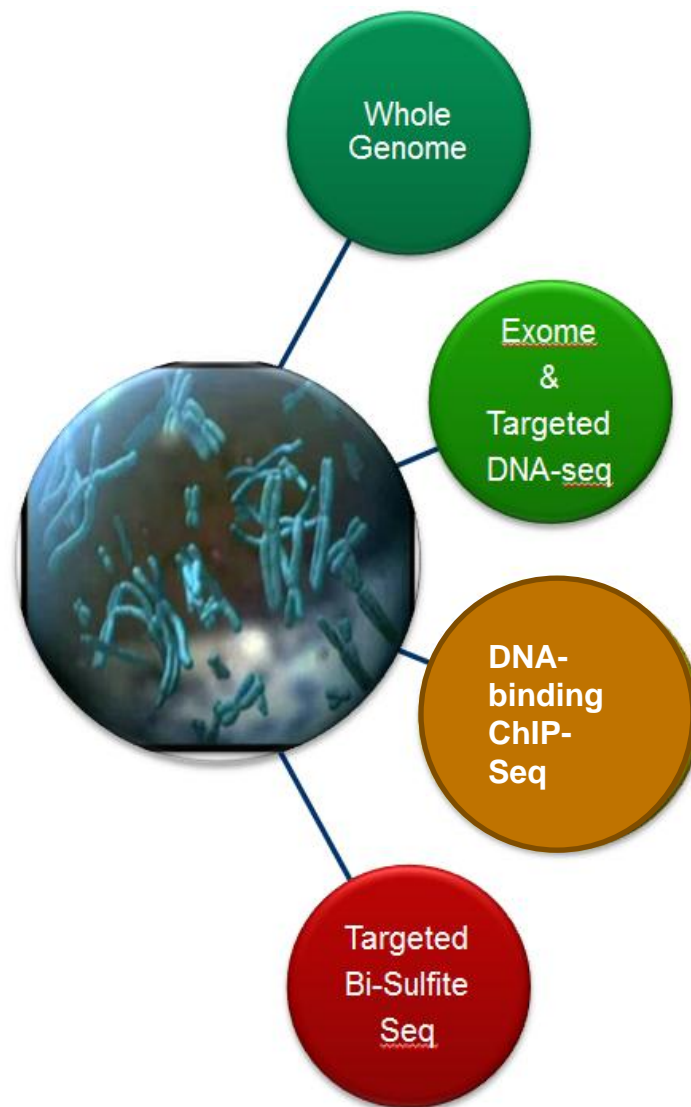 Whole
Genome
Exome
&
Targeted
DNA-seq
DNA-
binding
ChIP-
Seq
Targeted
Bi-Sulfite
Seq